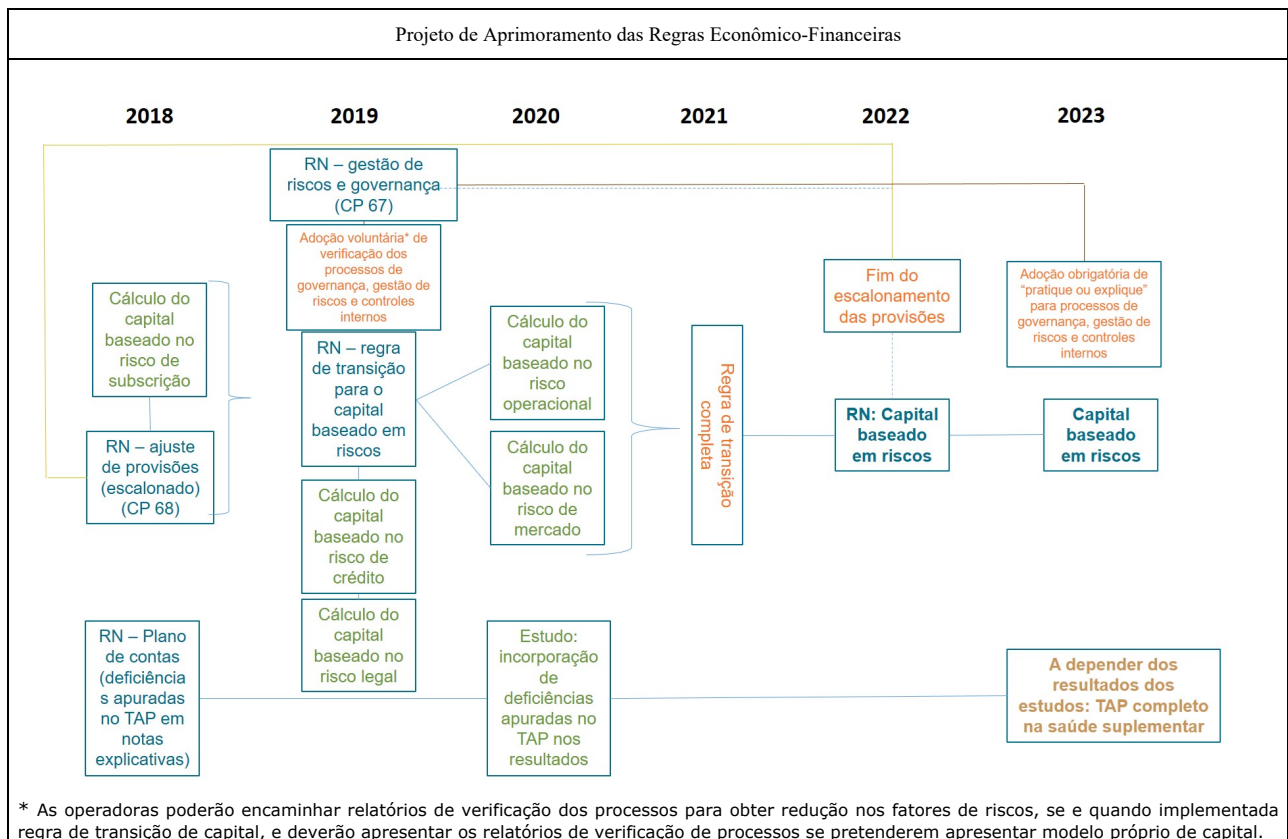 Projeto de Aprimoramento das Regras Econômico-Financeiras
2018
2019
2020
2021
2022
2023
RN – gestão de
riscos e governança
(CP 67)
Adoção voluntária* de
verificação dos
processos de
governança, gestão de
riscos e controles
internos
Cálculo do
capital
baseado no
risco de
subscrição
RN – ajuste
de provisões
(escalonado)
(CP 68)
RN – regra
de transição
para o
capital
baseado em
riscos
Cálculo do
capital
baseado no
risco de
crédito
Cálculo do
capital
baseado no
risco legal
Cálculo do
capital
baseado no
risco
operacional
Cálculo do
capital
baseado no
risco de
mercado
Regra de transição
completa
Fim do
escalonamento
das provisões
RN: Capital
baseado
em riscos
Adoção obrigatória de
“pratique ou explique”
para processos de
governança, gestão de
riscos e controles
internos
Capital
baseado
em riscos
RN – Plano
de contas
(deficiência
s apuradas
no TAP em
notas
explicativas)
Estudo:
incorporação
de
deficiências
apuradas no
TAP nos
resultados
A depender dos
resultados dos
estudos: TAP completo
na saúde suplementar
* As operadoras poderão encaminhar relatórios de verificação dos processos para obter redução nos fatores de riscos, se e quando implementada
regra de transição de capital, e deverão apresentar os relatórios de verificação de processos se pretenderem apresentar modelo próprio de capital.